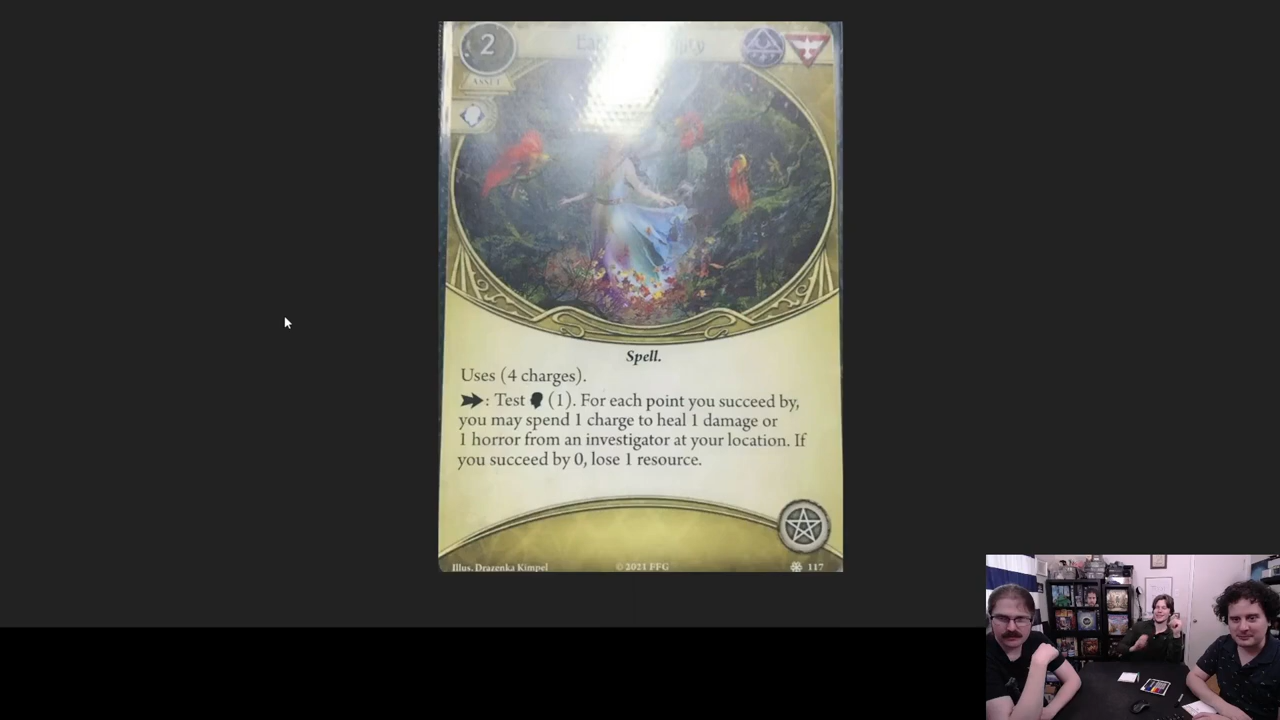 2
ASSET
Spell.
Uses (4 charges).
: Test (1). For each point you succeed by,
you may spend 1 charge to heal 1 damage or
1 horror from an investigator at your location. If
you succeed by 0, lose 1 resource.
Illus. Drazenka Kimpel
© 2021 FFG
117